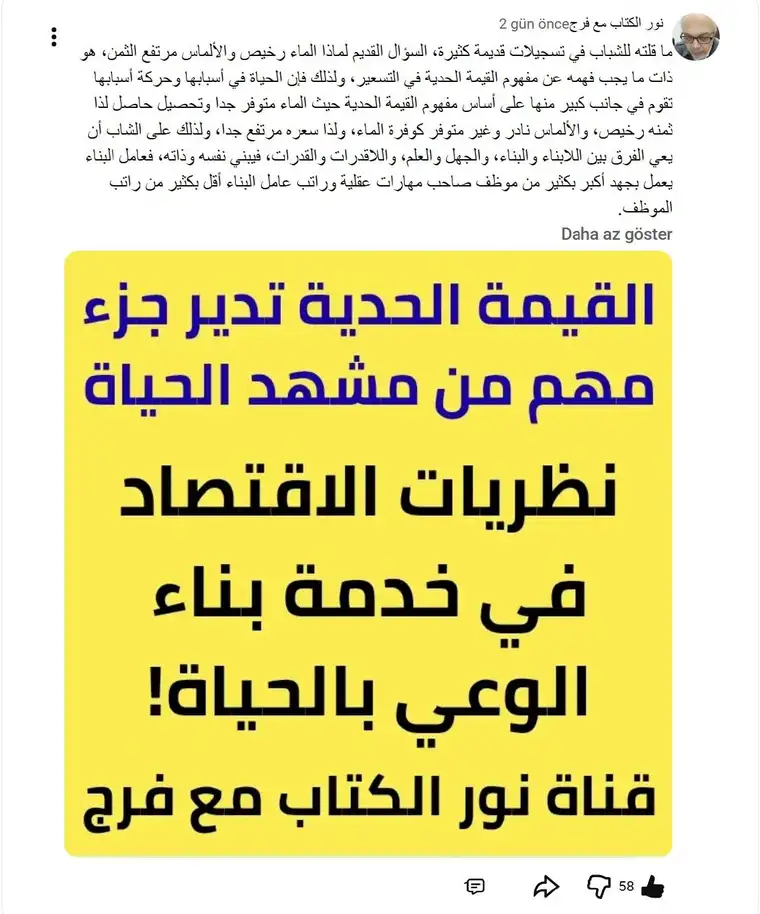 نور الكتاب مع فرج 2 gün önce
ما قلته للشباب في تسجيلات قديمة كثيرة، السؤال القديم لماذا الماء رخيص والألماس مرتفع الثمن، هو
ذات ما يجب فهمه عن مفهوم القيمة الحدية في التسعير، ولذلك فإن الحياة في أسبابها وحركة أسبابها
تقوم في جانب كبير منها على أساس مفهوم القيمة الحدية حيث الماء متوفر جدا وتحصيل حاصل لذا
ثمنه رخيص، والألماس نادر وغير متوفر كوفرة الماء، ولذا سعره مرتفع جدا، ولذلك على الشاب أن
يعي الفرق بين اللابناء والبناء، والجهل والعلم، واللاقدرات والقدرات، فيبني نفسه وذاته، فعامل البناء
يعمل بجهد أكبر بكثير من موظف صاحب مهارات عقلية وراتب عامل البناء أقل بكثير من راتب
الموظف.
Daha az göster
القيمة الحدية تدير جزء
مهم من مشهد الحياة
نظريات الاقتصاد
في خدمة بناء
الوعي بالحياة!
قناة نور الكتاب مع فرج
58